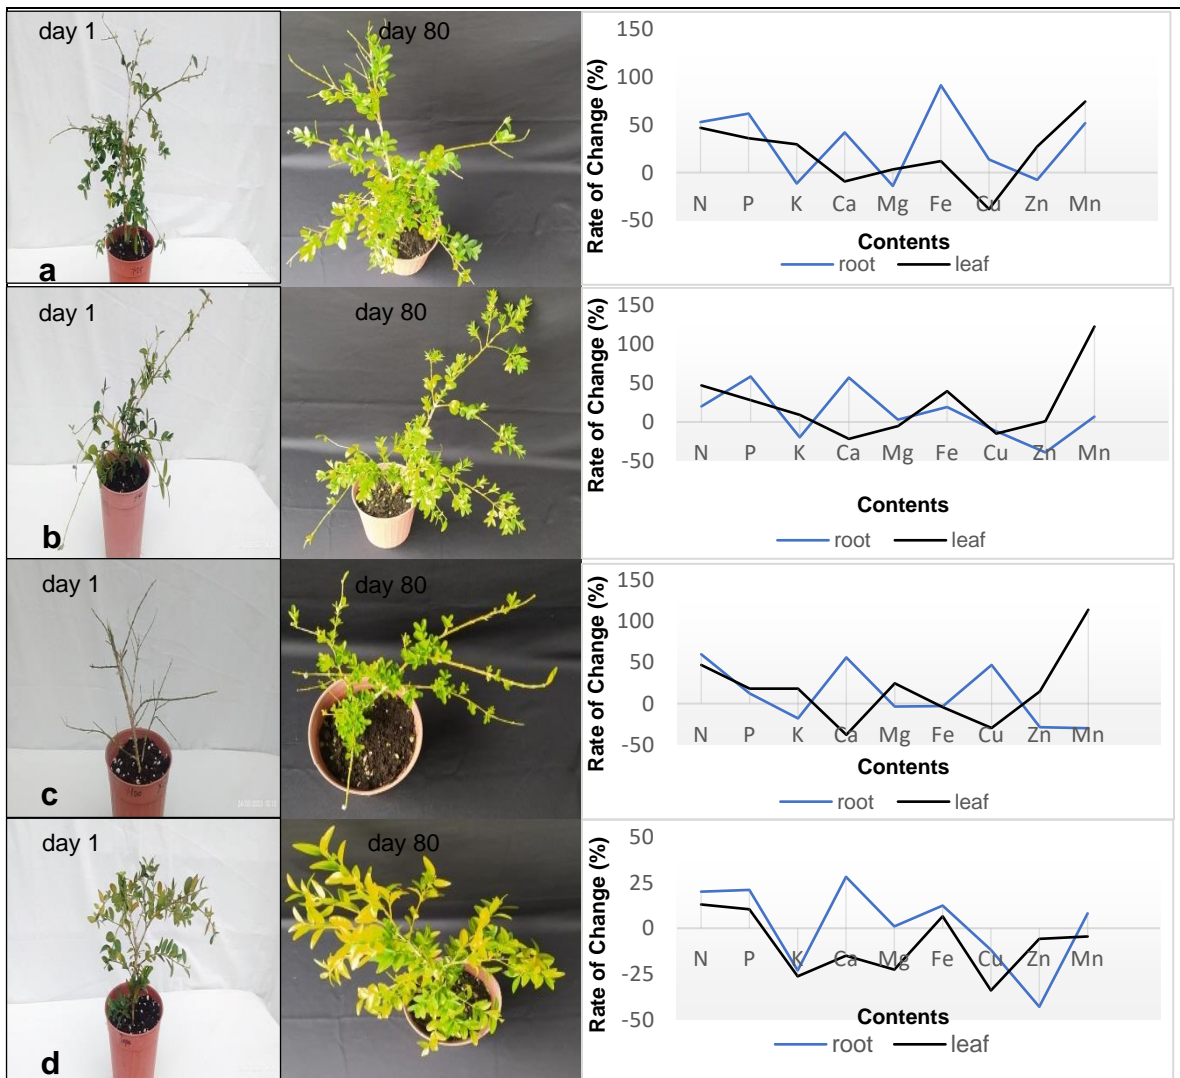 day 1
day 80
a
150
100
50
0
-50
Rate of Change (%)
N P K Ca Mg Fe Cu Zn Mn
Contents
root leaf
day 1
day 80
b
150
100
50
0
-50
Rate of Change (%)
N P K Ca Mg Fe Cu Zn Mn
Contents
root leaf
day 1
day 80
c
150
100
50
0
-50
Rate of Change (%)
N P K Ca Mg Fe Cu Zn Mn
Contents
root leaf
day 1
day 80
d
50
25
0
-25
-50
Rate of Change (%)
N P K Ca Mg Fe Cu Zn Mn
Contents
root leaf